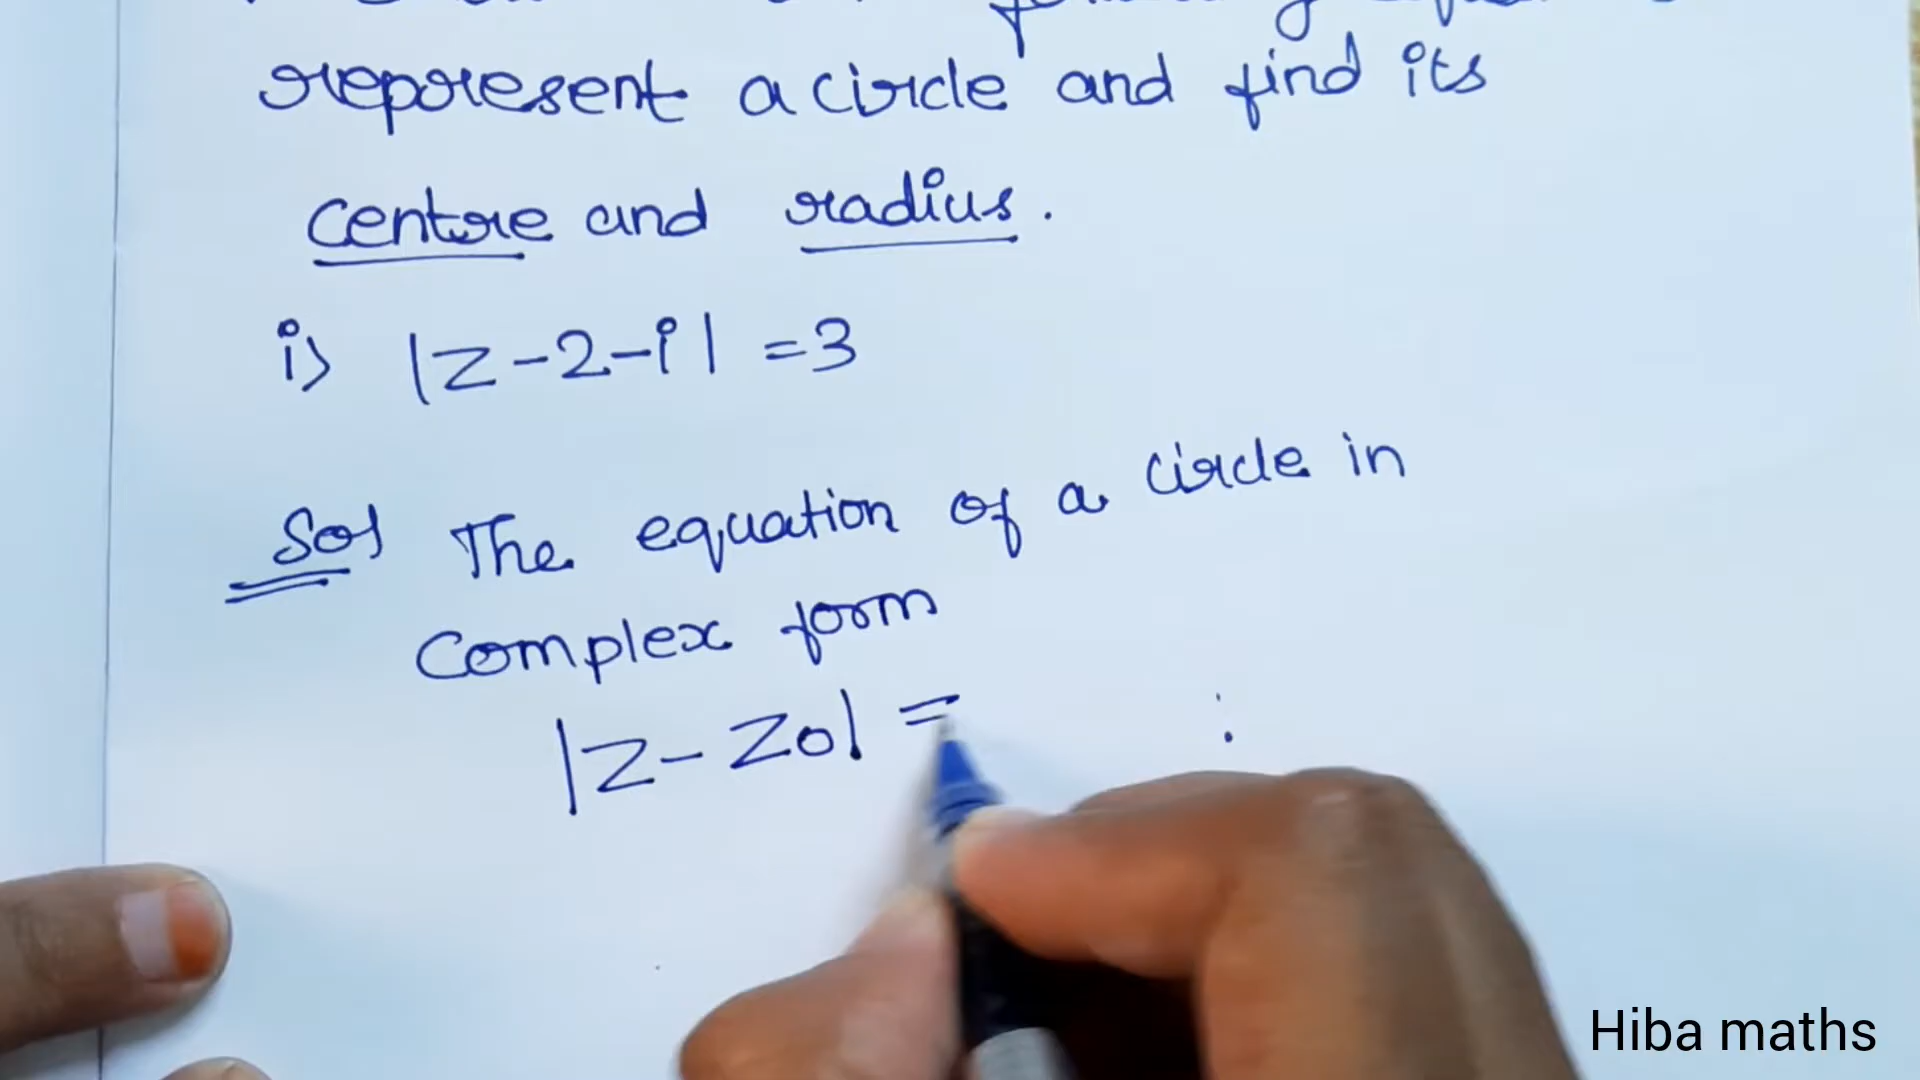 represent a circle and find its
centre and radius.
i) |z-2-i| = 3
Sol The equation of a circle in
Complex form
|z-z0| =
Hiba maths